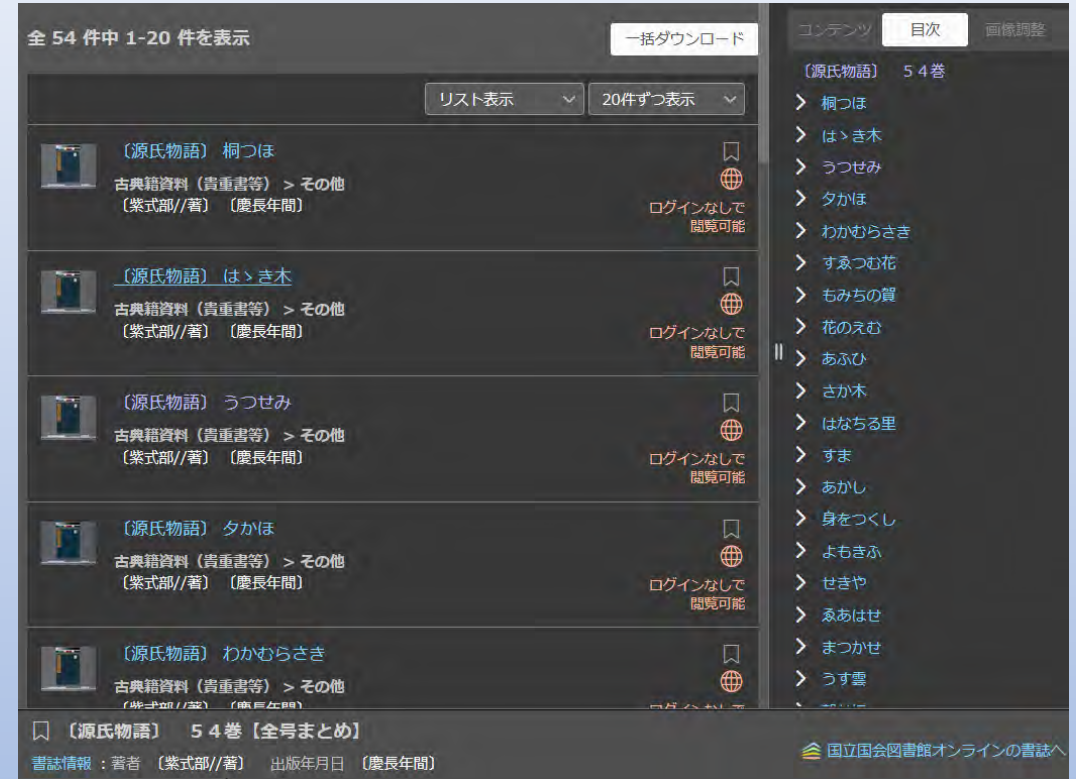 全 54 件中 1-20 件を表示
一括ダウンロード
リスト表示
20件ずつ表示
〔源氏物語〕 桐つほ
古典籍資料（貴重書等） > その他
〔紫式部//著〕 〔慶長年間〕
ログインなしで
閲覧可能
〔源氏物語〕 はゝき木
古典籍資料（貴重書等） > その他
〔紫式部//著〕 〔慶長年間〕
ログインなしで
閲覧可能
〔源氏物語〕 うつせみ
古典籍資料（貴重書等） > その他
〔紫式部//著〕 〔慶長年間〕
ログインなしで
閲覧可能
〔源氏物語〕 夕かほ
古典籍資料（貴重書等） > その他
〔紫式部//著〕 〔慶長年間〕
ログインなしで
閲覧可能
〔源氏物語〕 わかむらさき
古典籍資料（貴重書等） > その他
〔紫式部//著〕 〔慶長年間〕
コンテンツ
目次
画像調整
〔源氏物語〕 ５４巻
桐つほ
はゝき木
うつせみ
夕かほ
わかむらさき
すゑつむ花
もみちの賀
花のえむ
あふひ
さか木
はなちる里
すま
あかし
身をつくし
よもきふ
せきや
ゑあはせ
まつかせ
うす雲
〔源氏物語〕 ５４巻【全号まとめ】
書誌情報 : 著者 〔紫式部//著〕 出版年月日 〔慶長年間〕
国立国会図書館オンラインの書誌へ